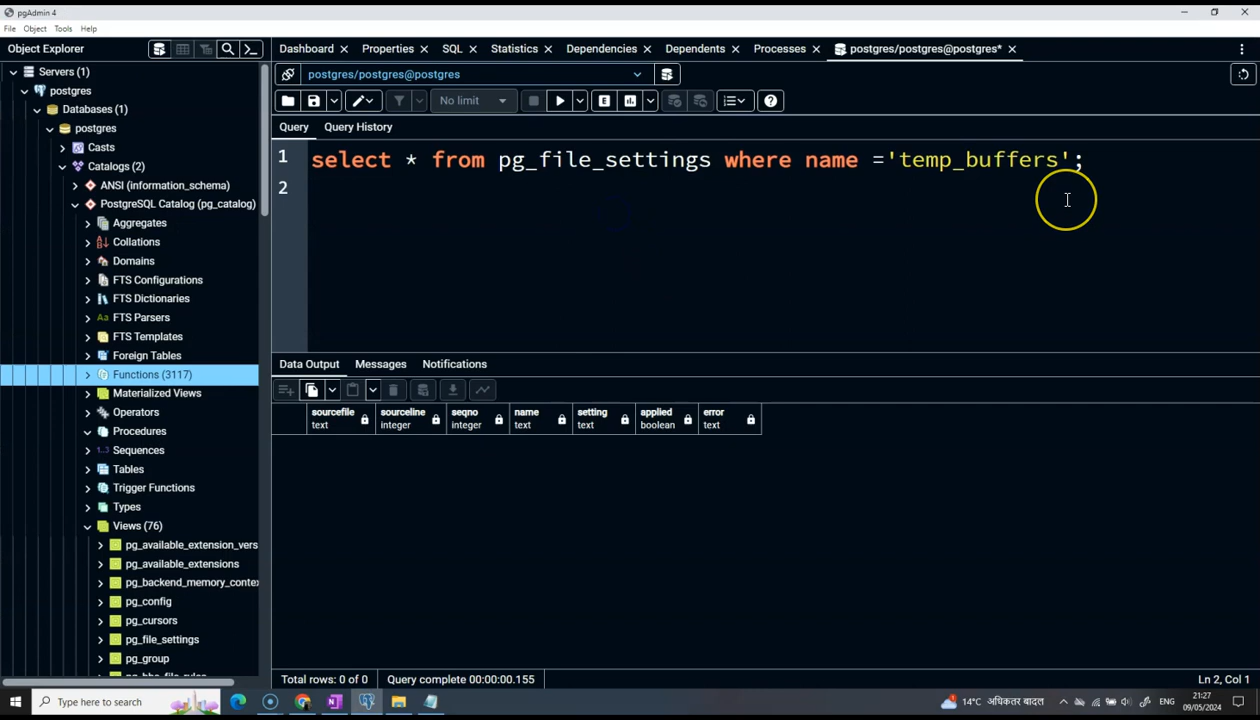 pgAdmin 4
File Object Tools Help
Object Explorer
Dashboard Properties SQL Statistics Dependencies Dependents Processes postgres/postgres@postgres*
Servers (1)
postgres
Databases (1)
postgres
Casts
Catalogs (2)
ANSI (information_schema)
PostgreSQL Catalog (pg_catalog)
Aggregates
Collations
Domains
FTS Configurations
FTS Dictionaries
FTS Parsers
FTS Templates
Foreign Tables
Functions (3117)
Materialized Views
Operators
Procedures
Sequences
Tables
Trigger Functions
Types
Views (76)
pg_available_extension_vers
pg_available_extensions
pg_backend_memory_contex
pg_config
pg_cursors
pg_file_settings
pg_group
postgres/postgres@postgres
No limit
Query Query History
1 select * from pg_file_settings where name ='temp_buffers';
2
Data Output Messages Notifications
sourcefile text
sourceline integer
seqno integer
name text
setting text
applied boolean
error text
Total rows: 0 of 0 Query complete 00:00:00.155 Ln 2, Col 1
Type here to search
14°C अधिकतर बादल
ENG
21:27
09/05/2024